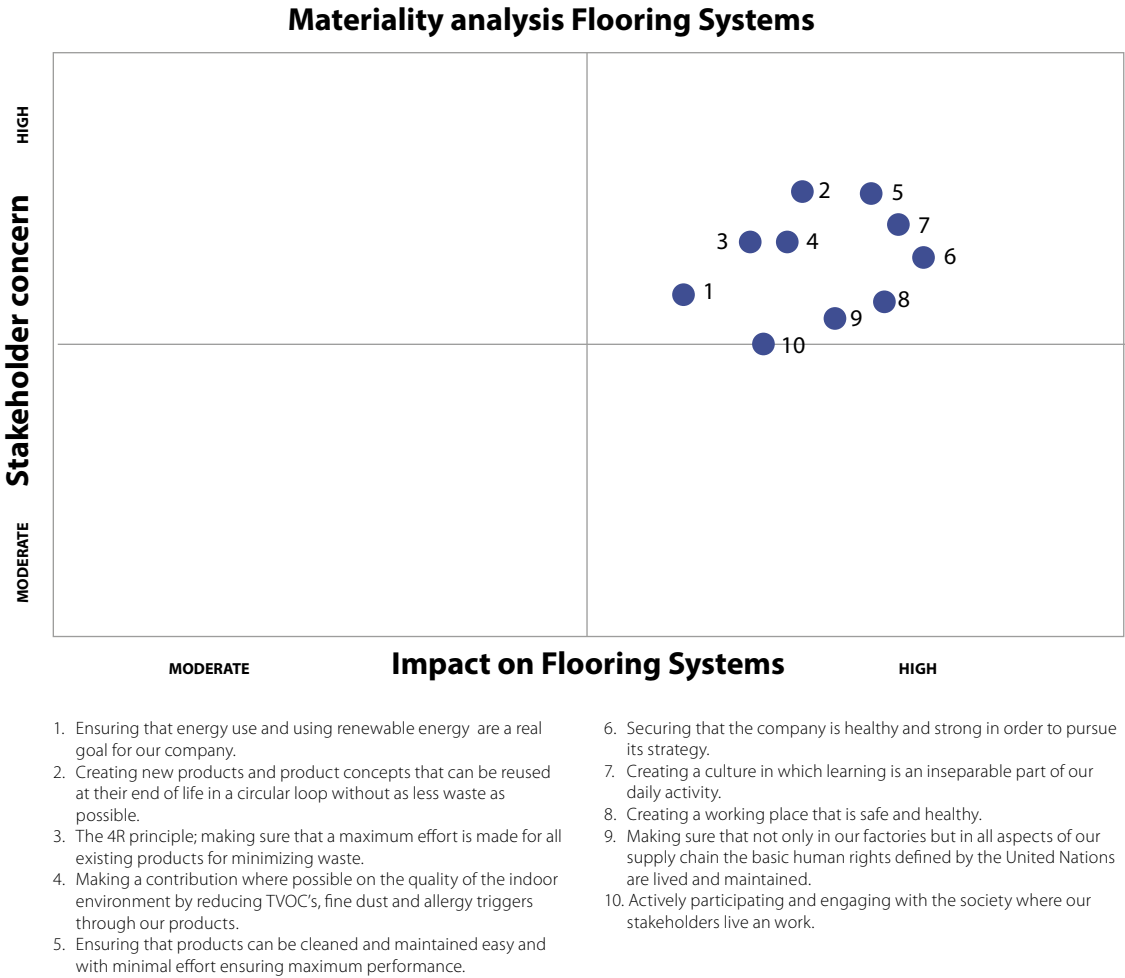 Materiality analysis Flooring Systems
HIGH
Stakeholder concern
MODERATE
2
5
7
3
4
6
1
8
9
10
MODERATE
Impact on Flooring Systems
HIGH
1. Ensuring that energy use and using renewable energy are a real
goal for our company.
2. Creating new products and product concepts that can be reused
at their end of life in a circular loop without as less waste as
possible.
3. The 4R principle; making sure that a maximum effort is made for all
existing products for minimizing waste.
4. Making a contribution where possible on the quality of the indoor
environment by reducing TVOC's, fine dust and allergy triggers
through our products.
5. Ensuring that products can be cleaned and maintained easy and
with minimal effort ensuring maximum performance.
6. Securing that the company is healthy and strong in order to pursue
its strategy.
7. Creating a culture in which learning is an inseparable part of our
daily activity.
8. Creating a working place that is safe and healthy.
9. Making sure that not only in our factories but in all aspects of our
supply chain the basic human rights defined by the United Nations
are lived and maintained.
10. Actively participating and engaging with the society where our
stakeholders live an work.